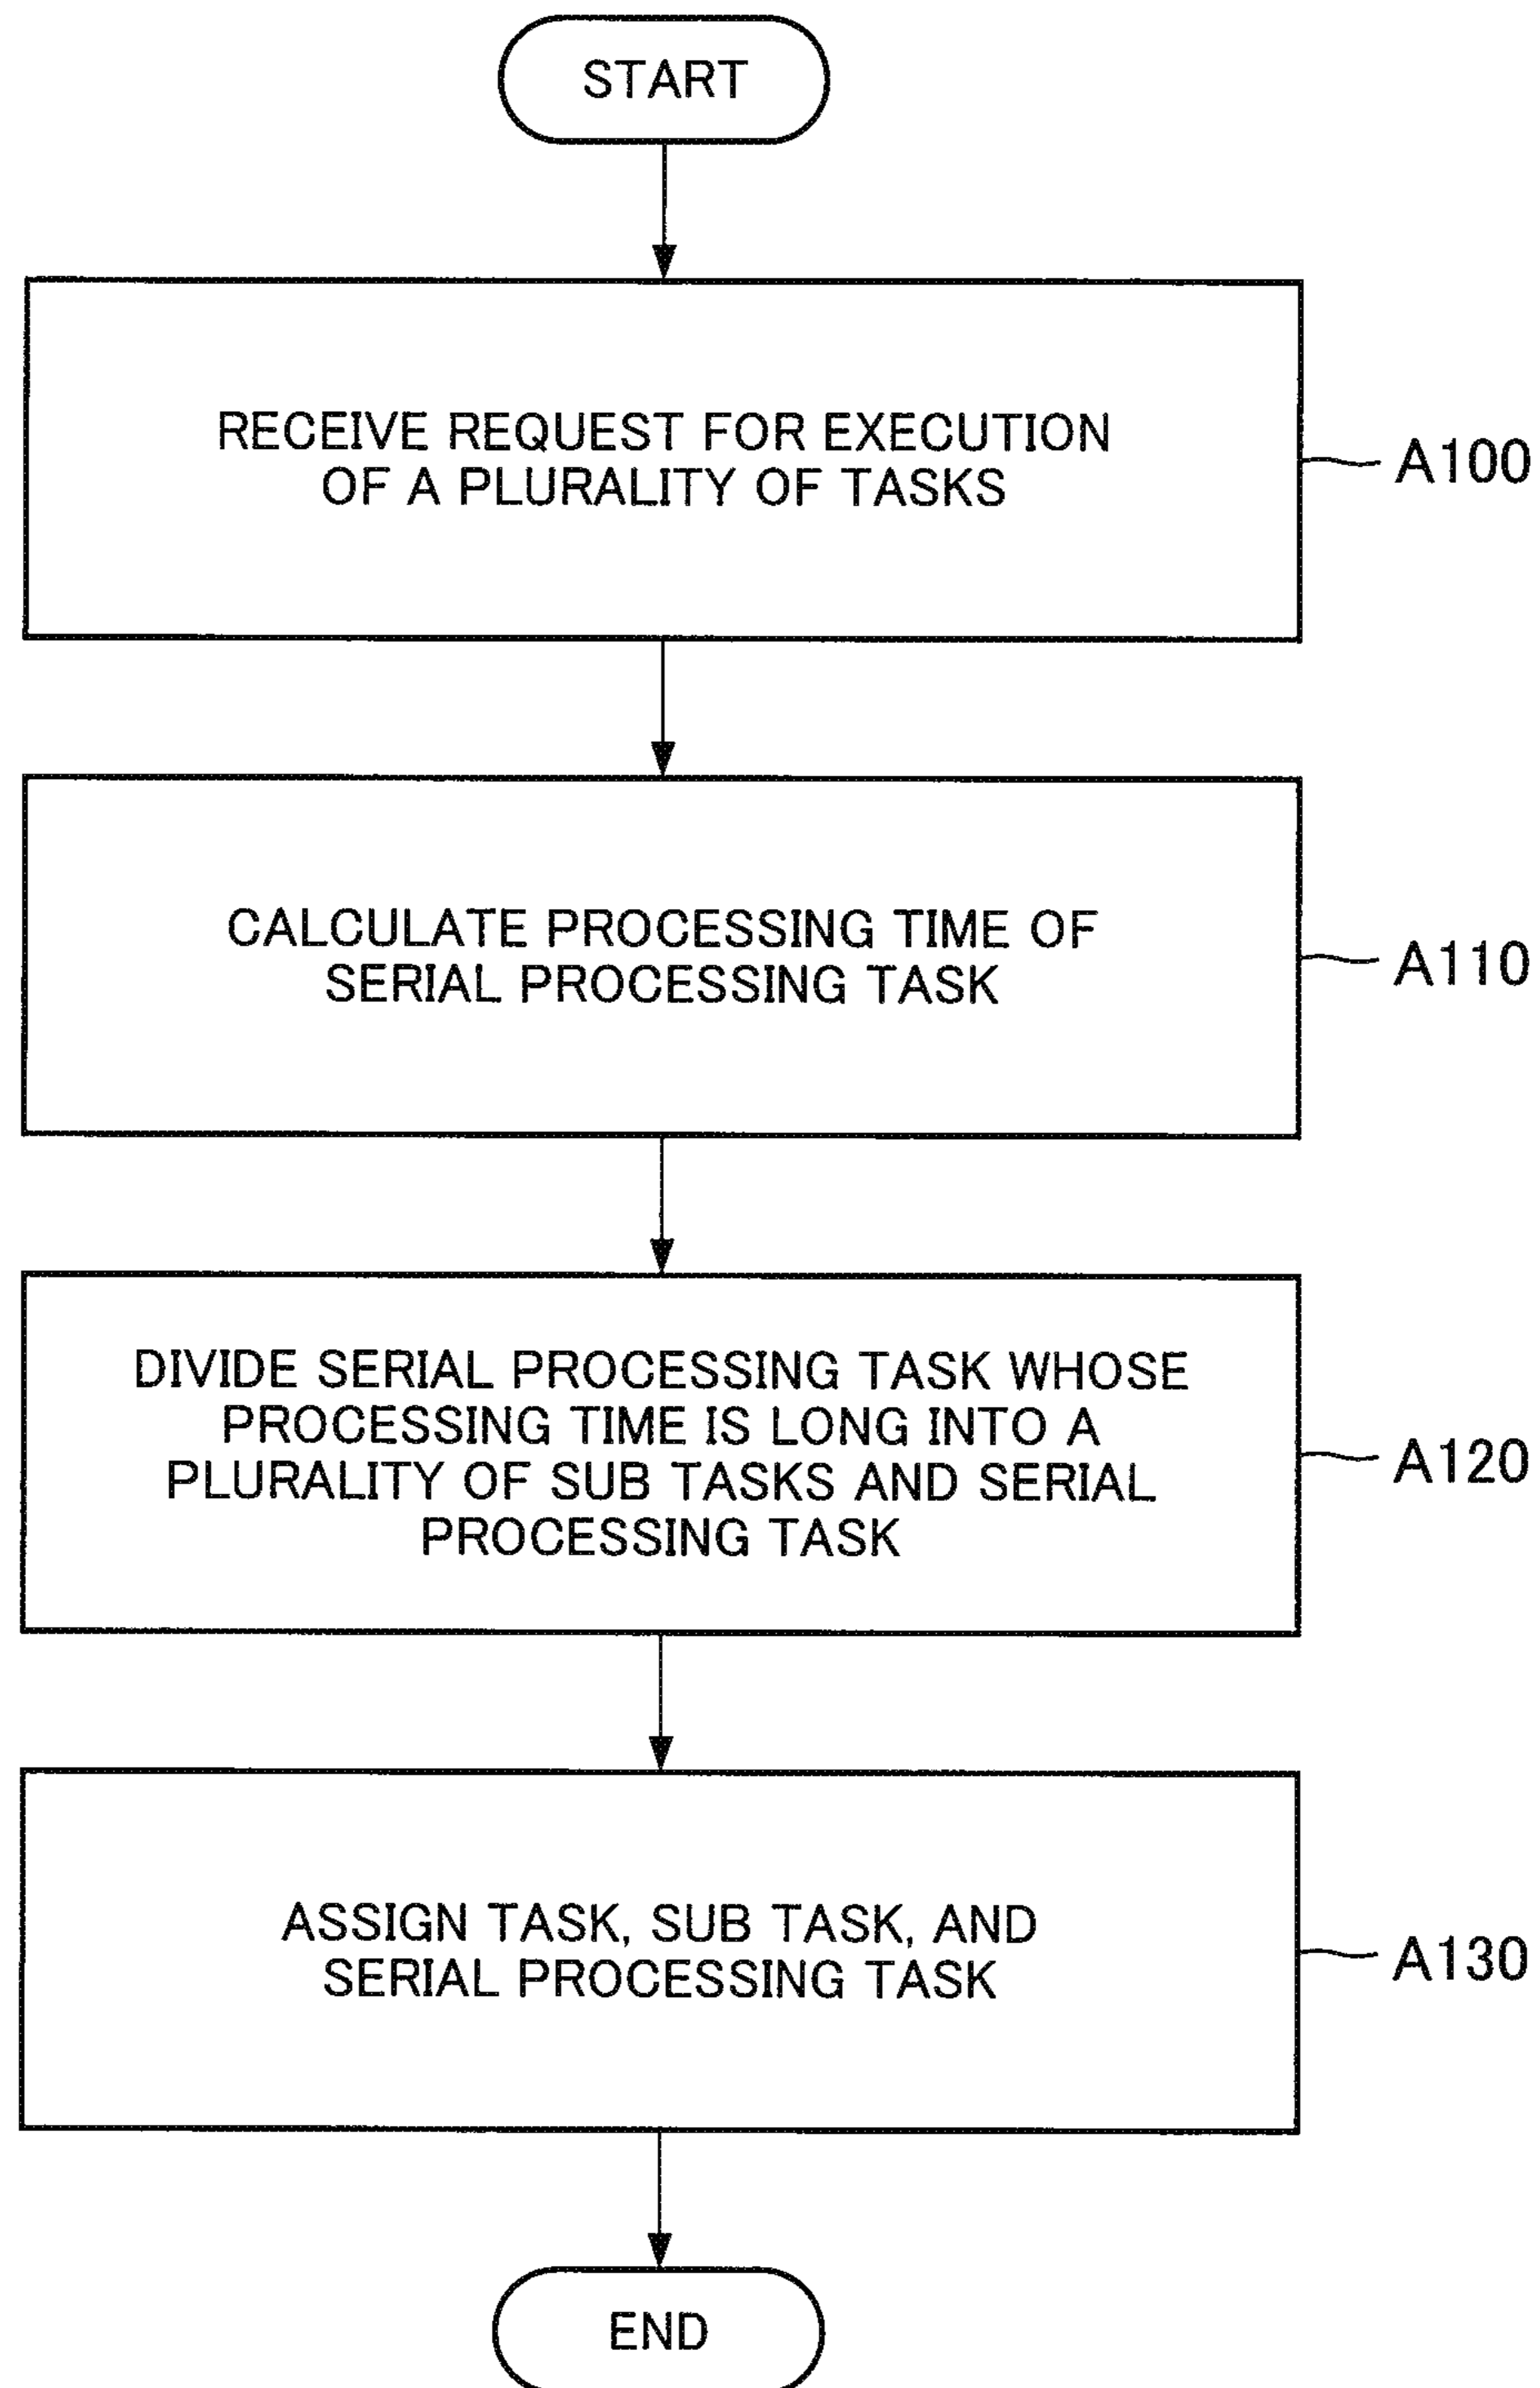 START
RECEIVE REQUEST FOR EXECUTION
OF A PLURALITY OF TASKS
A100
CALCULATE PROCESSING TIME OF
SERIAL PROCESSING TASK
A110
DIVIDE SERIAL PROCESSING TASK WHOSE
PROCESSING TIME IS LONG INTO A
PLURALITY OF SUB TASKS AND SERIAL
PROCESSING TASK
A120
ASSIGN TASK, SUB TASK, AND
SERIAL PROCESSING TASK
A130
END